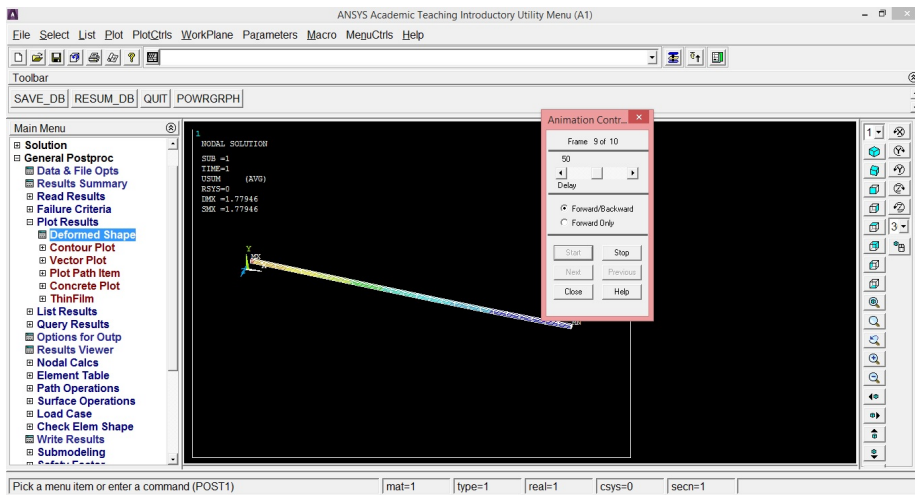 ANSYS Academic Teaching Introductory Utility Menu (A1)
File Select List Plot PlotCtrls WorkPlane Parameters Macro MenuCtrls Help
Toolbar
SAVE_DB RESUM_DB QUIT POWRGRPH
Main Menu
Solution
General Postproc
Data & File Opts
Results Summary
Read Results
Failure Criteria
Plot Results
Deformed Shape
Contour Plot
Vector Plot
Plot Path Item
Concrete Plot
ThinFilm
List Results
Query Results
Options for Outp
Results Viewer
Nodal Calcs
Element Table
Path Operations
Surface Operations
Load Case
Check Elem Shape
Write Results
Submodeling
Safety Factor
1
NODAL SOLUTION
SUB =1
TIME=1
USUM (AVG)
RSYS=0
DMX =1.77946
SMX =1.77946
Y
MX
MN
Animation Contr...
Frame 9 of 10
50
Delay
Forward/Backward
Forward Only
Start Stop
Next Previous
Close Help
1
3
Pick a menu item or enter a command (POST1) mat=1 type=1 real=1 csys=0 secn=1